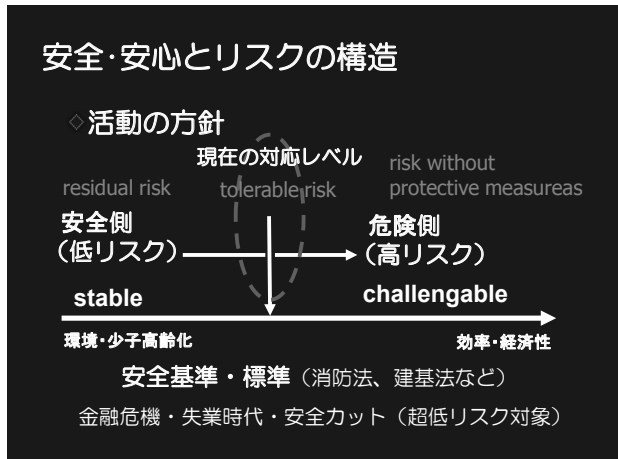 安全･安心とリスクの構造
◇活動の方針
現在の対応レベル
risk without
residual risk tolerable risk protective measureas
安全側 危険側
（低リスク） （高リスク）
stable challengable
環境･少子高齢化 効率･経済性
安全基準・標準（消防法、建基法など）
金融危機・失業時代・安全カット（超低リスク対象）